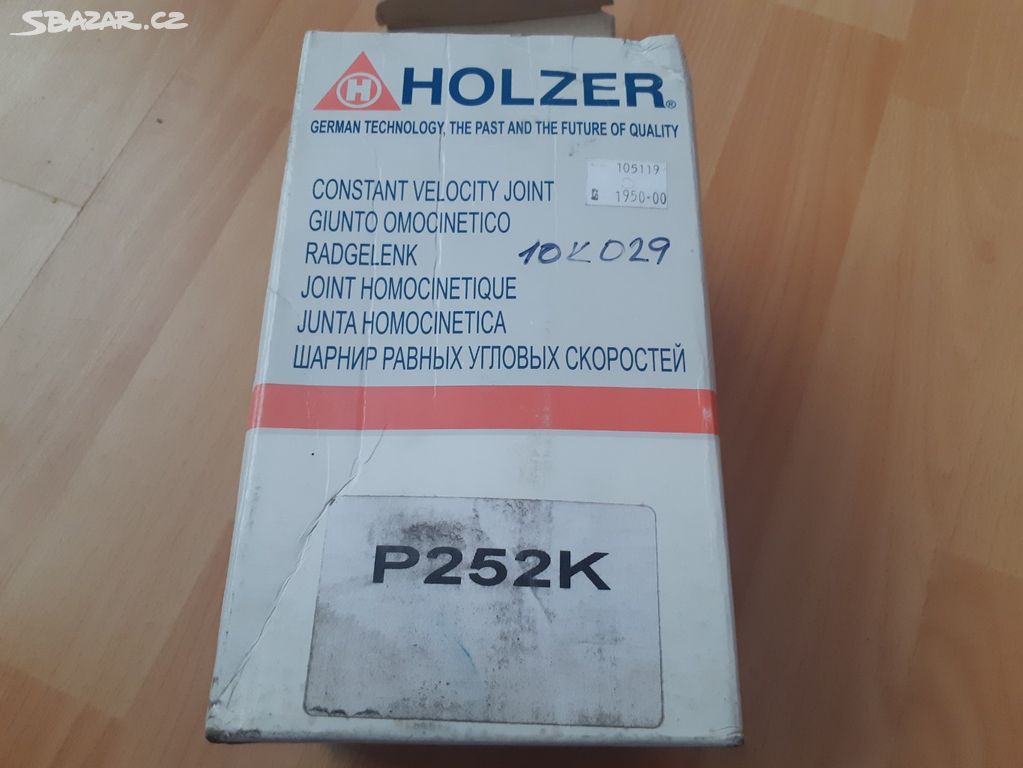 SBAZAR.CZ
H HOLZER®
GERMAN TECHNOLOGY, THE PAST AND THE FUTURE OF QUALITY
105119
1950-00
CONSTANT VELOCITY JOINT
GIUNTO OMOCINETICO
RADGELENK
10K029
JOINT HOMOCINETIQUE
JUNTA HOMOCINETICA
ШАРНИР РАВНЫХ УГЛОВЫХ СКОРОСТЕЙ
P252K